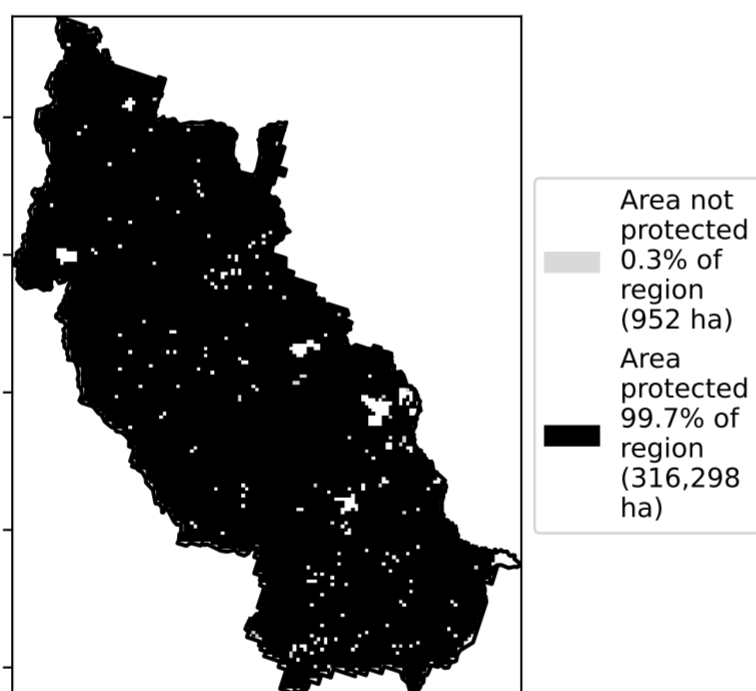 Area not
protected
0.3% of
region
(952 ha)
Area
protected
99.7% of
region
(316,298
ha)